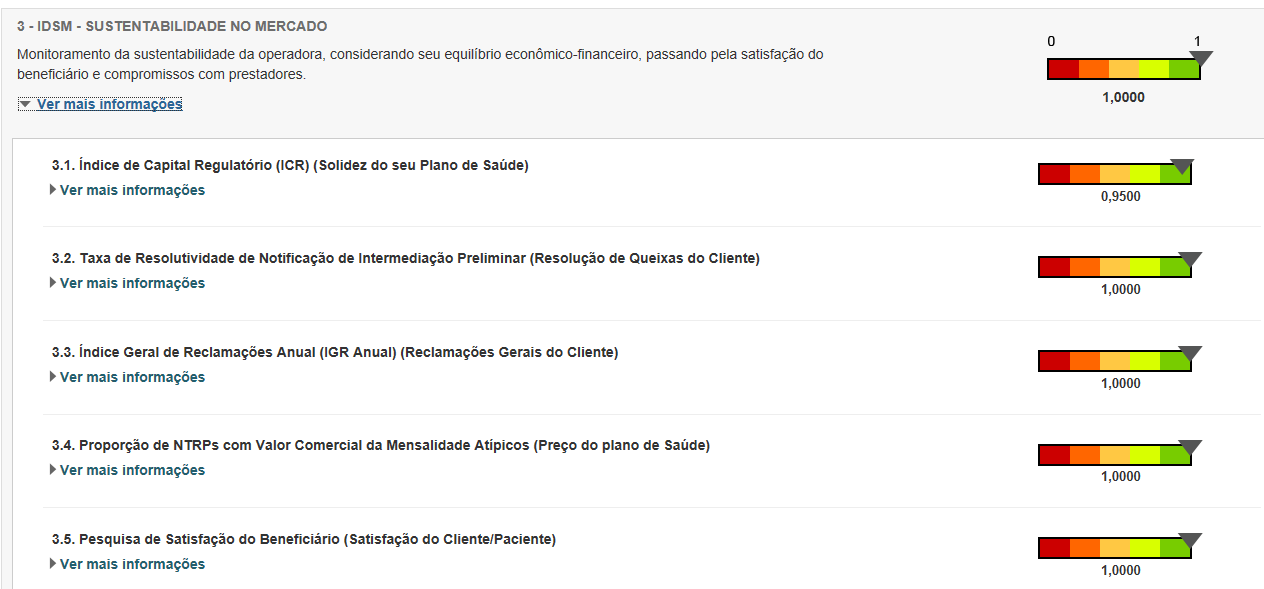 3 - IDSM - SUSTENTABILIDADE NO MERCADO
Monitoramento da sustentabilidade da operadora, considerando seu equilíbrio econômico-financeiro, passando pela satisfação do
beneficiário e compromissos com prestadores.
Ver mais informações
0 1
1,0000
3.1. Índice de Capital Regulatório (ICR) (Solidez do seu Plano de Saúde)
Ver mais informações
0,9500
3.2. Taxa de Resolutividade de Notificação de Intermediação Preliminar (Resolução de Queixas do Cliente)
Ver mais informações
1,0000
3.3. Índice Geral de Reclamações Anual (IGR Anual) (Reclamações Gerais do Cliente)
Ver mais informações
1,0000
3.4. Proporção de NTRPs com Valor Comercial da Mensalidade Atípicos (Preço do plano de Saúde)
Ver mais informações
1,0000
3.5. Pesquisa de Satisfação do Beneficiário (Satisfação do Cliente/Paciente)
Ver mais informações
1,0000